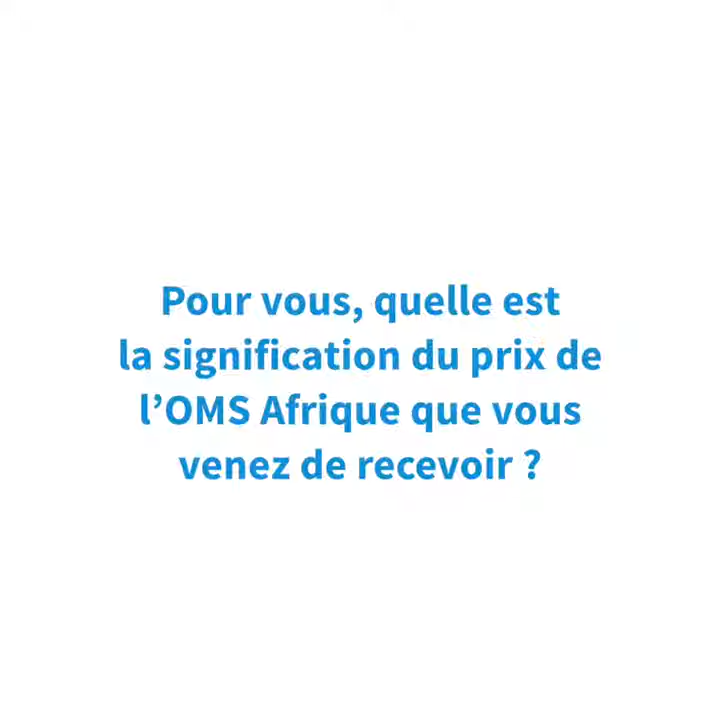 Pour vous, quelle est
la signification du prix de
l’OMS Afrique que vous
venez de recevoir ?